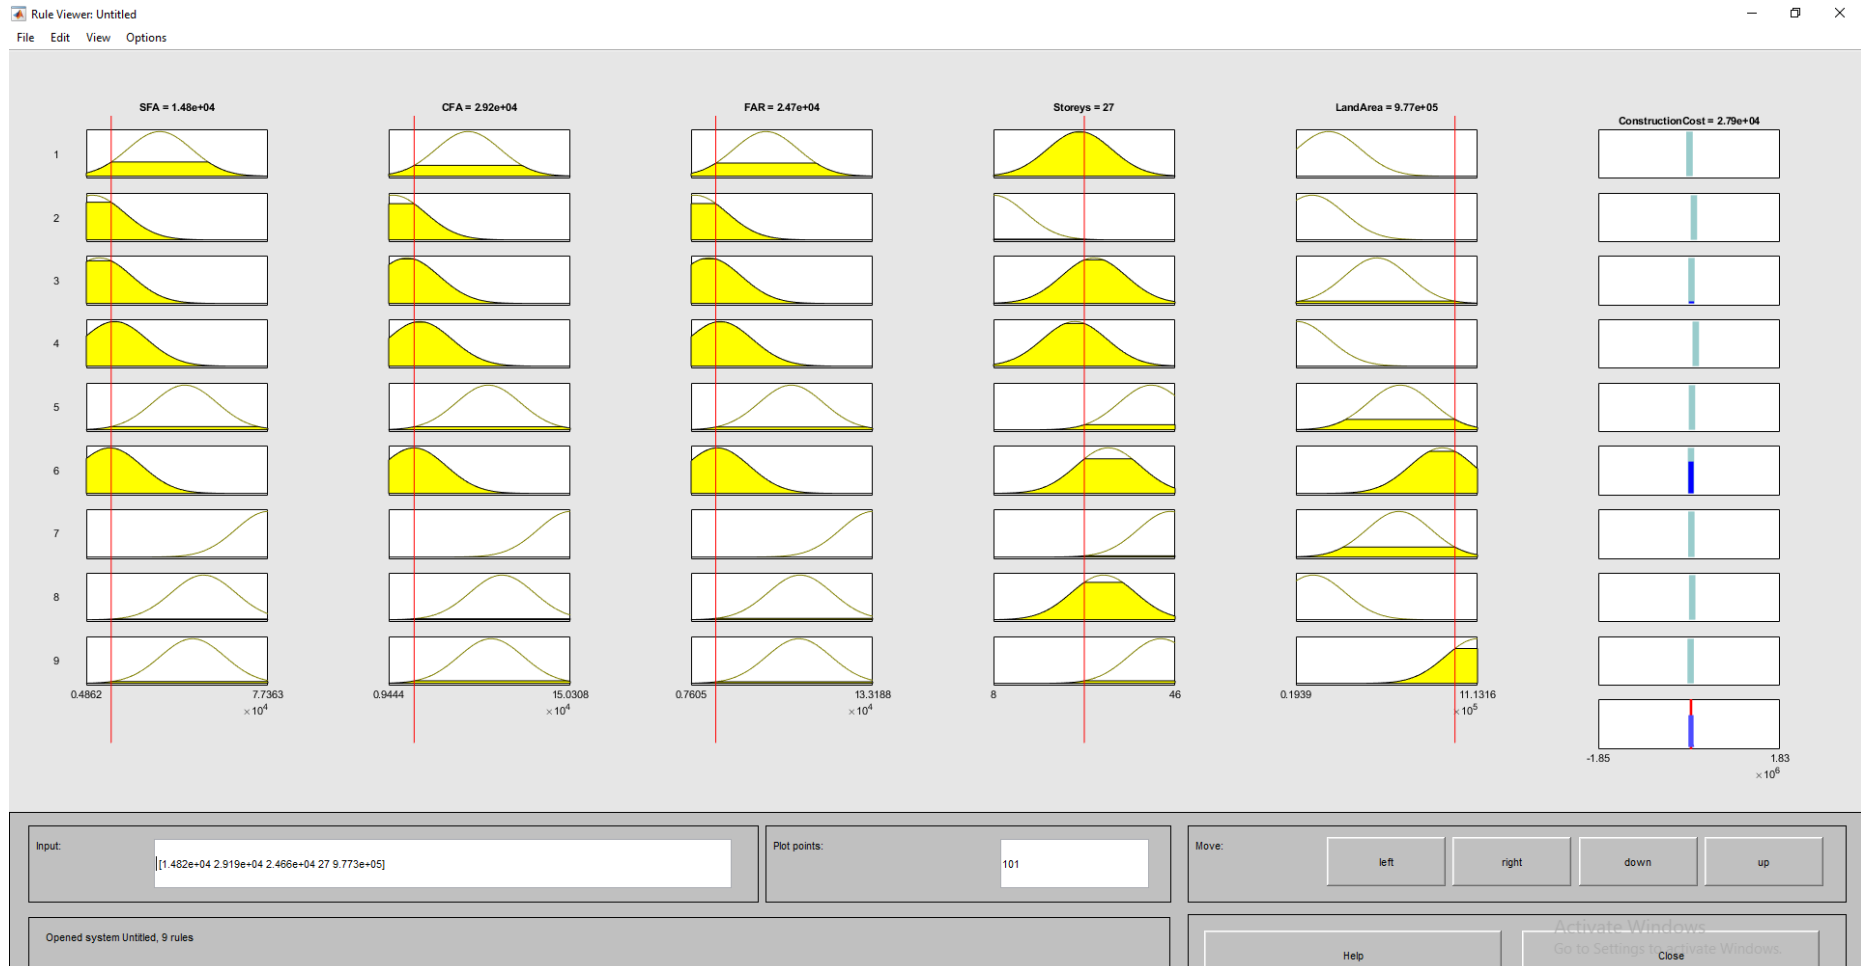 Rule Viewer: Untitled
File Edit View Options
SFA = 1.48e+04 CFA = 2.92e+04 FAR = 2.47e+04 Storeys = 27 LandArea = 9.77e+05 ConstructionCost = 2.79e+04
1
2
3
4
5
6
7
8
9
0.4862 7.7363 0.9444 15.0308 0.7605 13.3188 8 46 0.1939 11.1316
×10⁴ ×10⁴ ×10⁴ ×10⁵
-1.85 1.83
×10⁶
Input: [1.482e+04 2.919e+04 2.466e+04 27 9.773e+05] Plot points: 101 Move: left right down up
Opened system Untitled, 9 rules
Help Close
Activate Windows
Go to Settings to activate Windows.